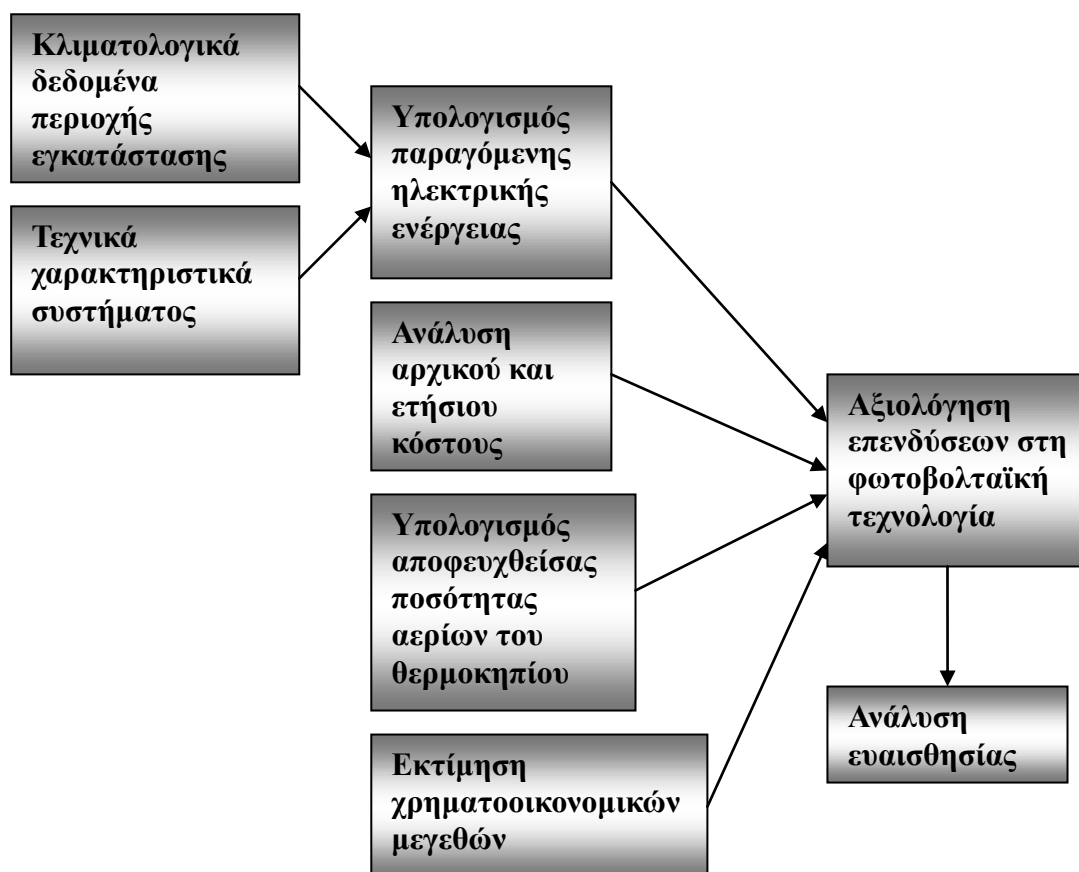 Κλιματολογικά
δεδομένα
περιοχής
εγκατάστασης
Τεχνικά
χαρακτηριστικά
συστήματος
Υπολογισμός
παραγόμενης
ηλεκτρικής
ενέργειας
Ανάλυση
αρχικού και
ετήσιου
κόστους
Υπολογισμός
αποφευχθείσας
ποσότητας
αερίων του
θερμοκηπίου
Εκτίμηση
χρηματοοικονομικών
μεγεθών
Αξιολόγηση
επενδύσεων στη
φωτοβολταϊκή
τεχνολογία
Ανάλυση
ευαισθησίας